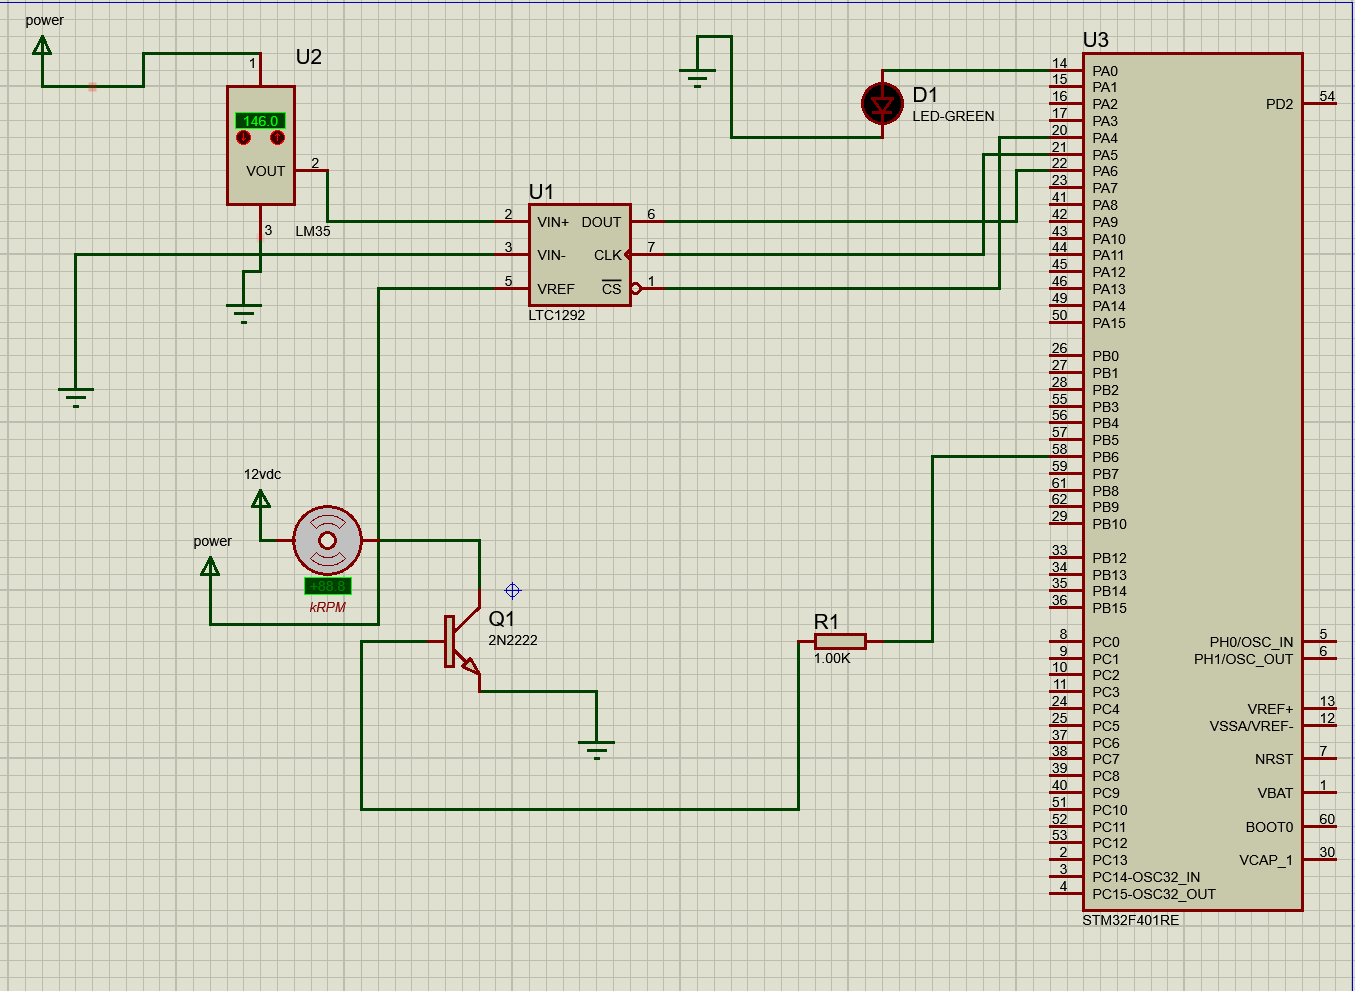 power
U2
1
146.0
VOUT
2
3
LM35
U1
2
VIN+
DOUT
6
3
VIN-
CLK
7
5
VREF
CS
1
LTC1292
D1
LED-GREEN
12vdc
power
+88.8
kRPM
Q1
2N2222
R1
1.00K
U3
14 PA0
15 PA1
16 PA2
17 PA3
20 PA4
21 PA5
22 PA6
23 PA7
41 PA8
42 PA9
43 PA10
44 PA11
45 PA12
46 PA13
49 PA14
50 PA15
26 PB0
27 PB1
28 PB2
55 PB3
56 PB4
57 PB5
58 PB6
59 PB7
61 PB8
62 PB9
29 PB10
33 PB12
34 PB13
35 PB14
36 PB15
8 PC0
9 PC1
10 PC2
11 PC3
24 PC4
25 PC5
37 PC6
38 PC7
39 PC8
40 PC9
51 PC10
52 PC11
53 PC12
2 PC13
3 PC14-OSC32_IN
4 PC15-OSC32_OUT
PD2 54
PH0/OSC_IN 5
PH1/OSC_OUT 6
VREF+ 13
VSSA/VREF- 12
NRST 7
VBAT 1
BOOT0 60
VCAP_1 30
STM32F401RE